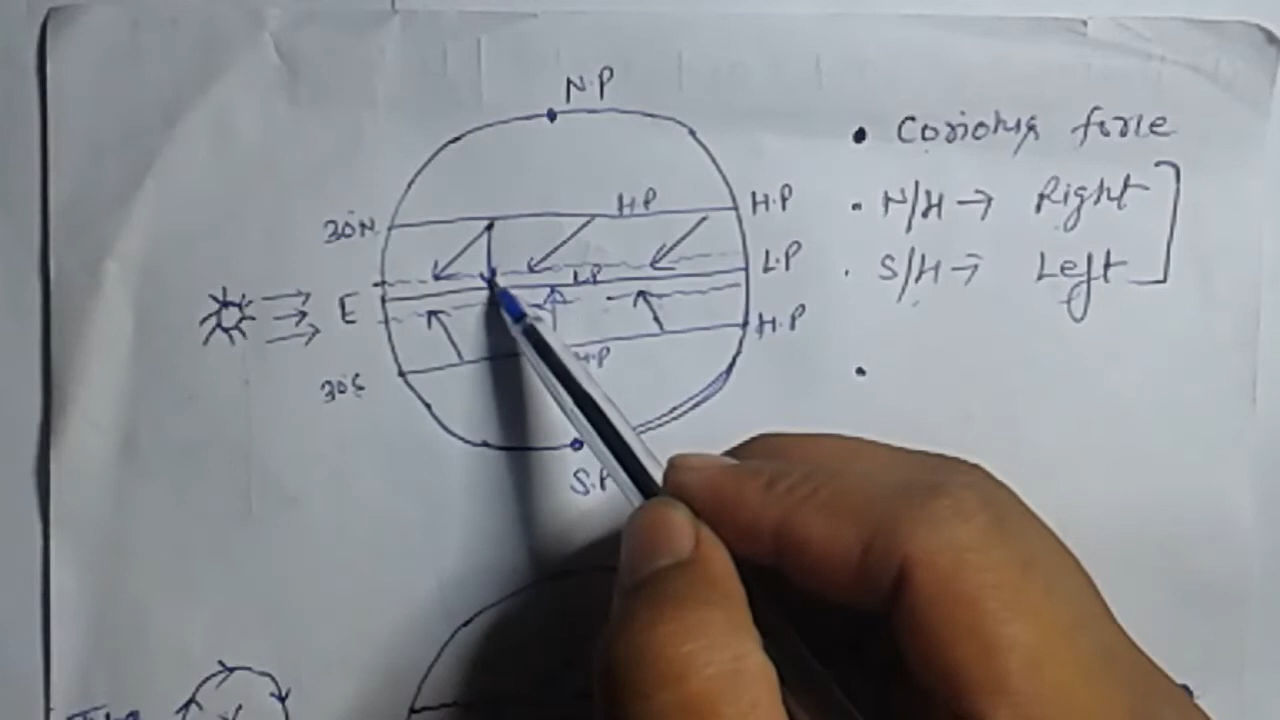 N.P
• Coriolis force
• N/H → Right
• S/H → Left
•
30°N
H.P
H.P
L.P
L.P
E
H.P
H.P
30°S
S.P